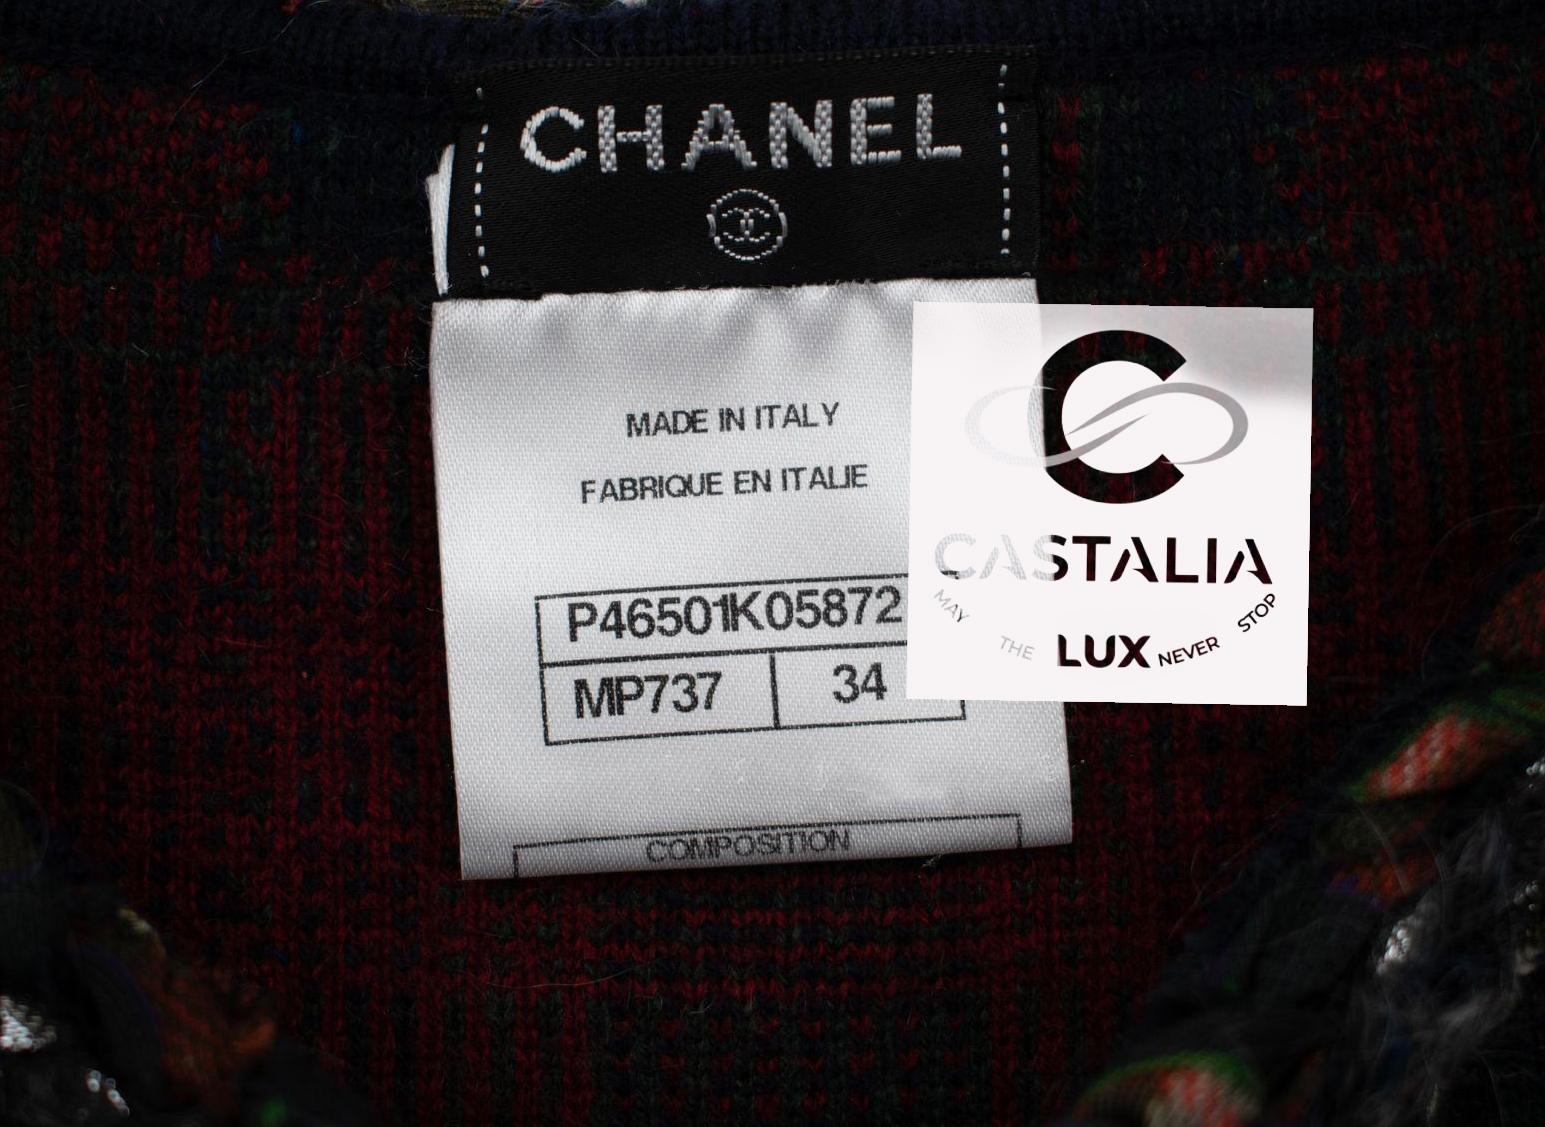 CHANEL
MADE IN ITALY
FABRIQUE EN ITALIE
P46501K05872
MP737 34
COMPOSITION
CASTALIA
MAY THE LUX NEVER STOP